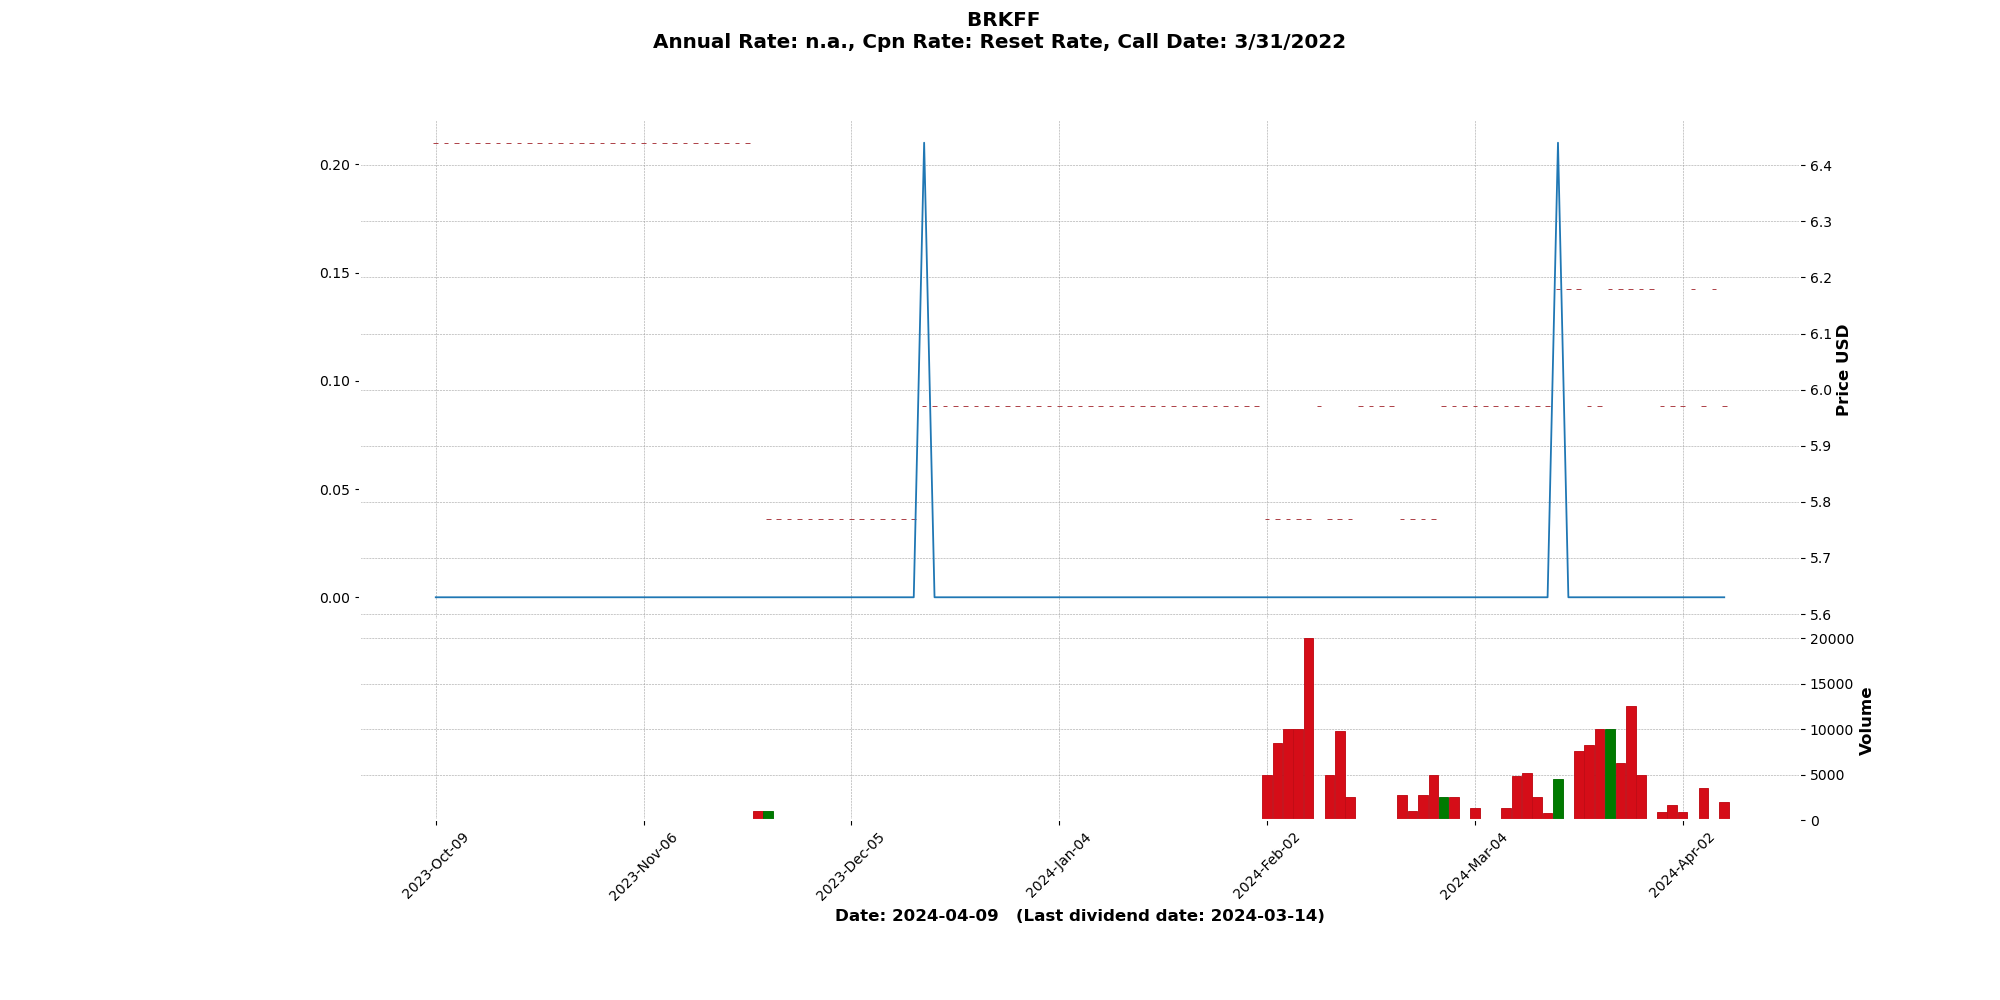 BRKFF
Annual Rate: n.a., Cpn Rate: Reset Rate, Call Date: 3/31/2022
0.20
0.15
0.10
0.05
0.00
6.4
6.3
6.2
6.1
6.0
5.9
5.8
5.7
5.6
Price USD
20000
15000
10000
5000
0
Volume
2023-Oct-09
2023-Nov-06
2023-Dec-05
2024-Jan-04
2024-Feb-02
2024-Mar-04
2024-Apr-02
Date: 2024-04-09   (Last dividend date: 2024-03-14)